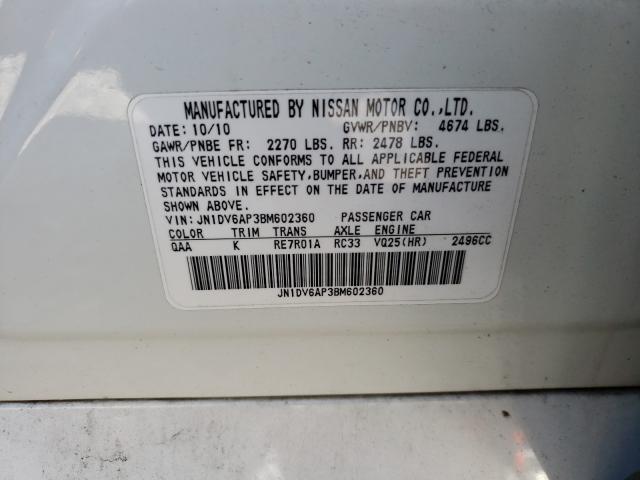 MANUFACTURED BY NISSAN MOTOR CO.,LTD.
DATE: 10/10 GVWR/PNBV: 4674 LBS.
GAWR/PNBE FR: 2270 LBS. RR: 2478 LBS.
THIS VEHICLE CONFORMS TO ALL APPLICABLE FEDERAL
MOTOR VEHICLE SAFETY,BUMPER,AND THEFT PREVENTION
STANDARDS IN EFFECT ON THE DATE OF MANUFACTURE
SHOWN ABOVE.
VIN:JN1DV6AP3BM602360 PASSENGER CAR
COLOR TRIM TRANS AXLE ENGINE
QAA K RE7R01A RC33 VQ25(HR) 2496CC
JN1DV6AP3BM602360